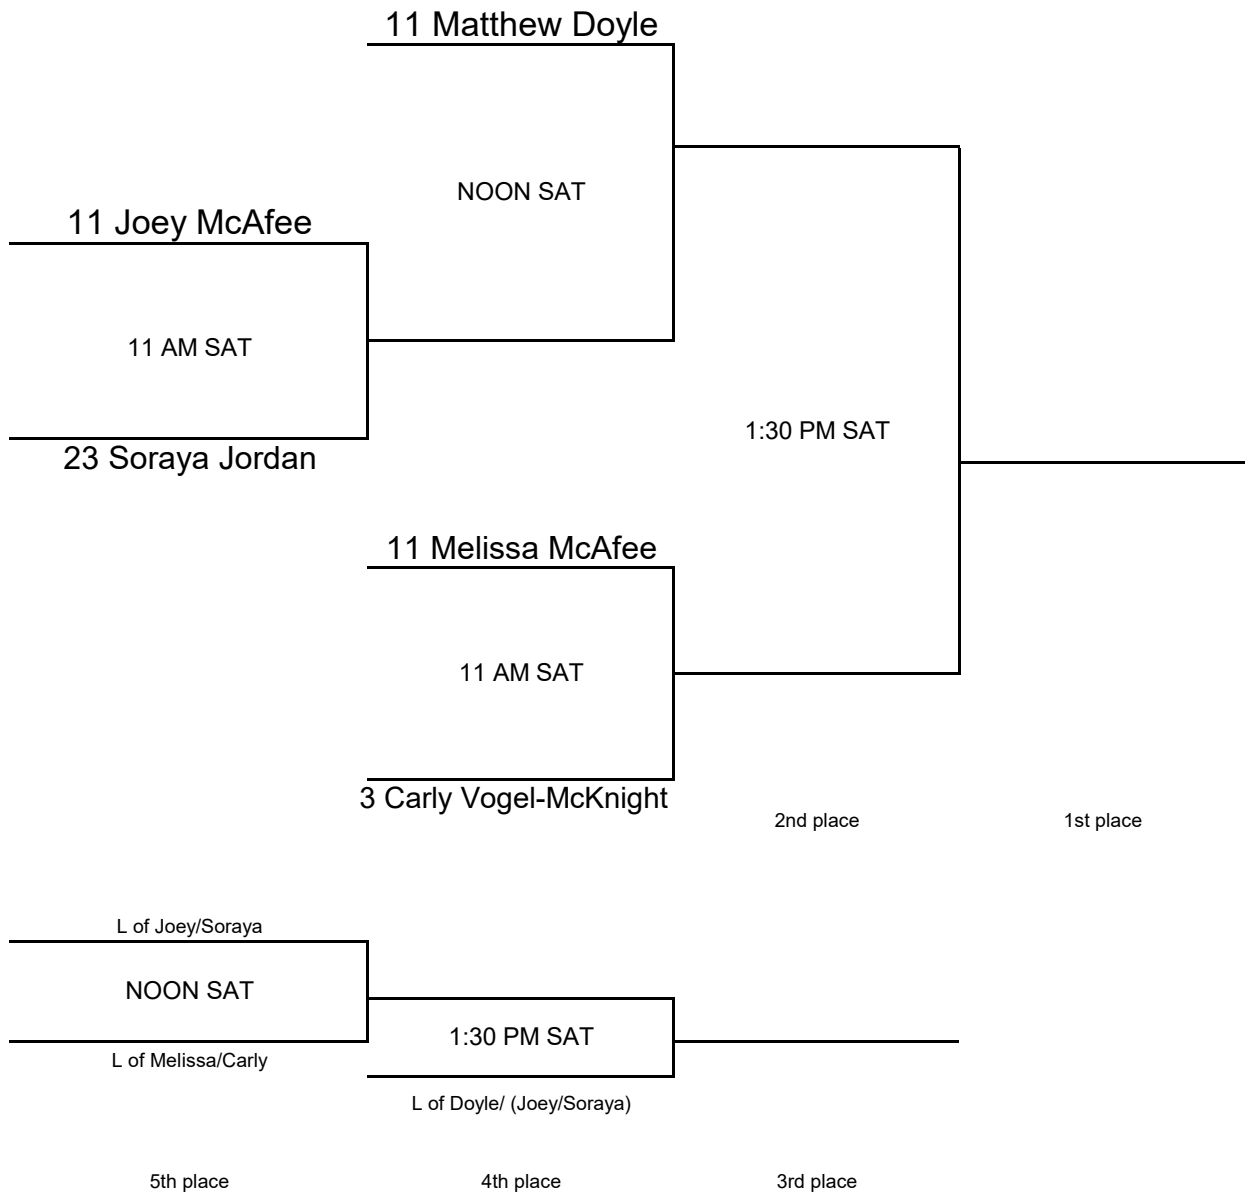 11 Matthew Doyle
NOON SAT
11 Joey McAfee
11 AM SAT
1:30 PM SAT
23 Soraya Jordan
11 Melissa McAfee
11 AM SAT
3 Carly Vogel-McKnight
2nd place
1st place
L of Joey/Soraya
NOON SAT
1:30 PM SAT
L of Melissa/Carly
L of Doyle/ (Joey/Soraya)
5th place
4th place
3rd place